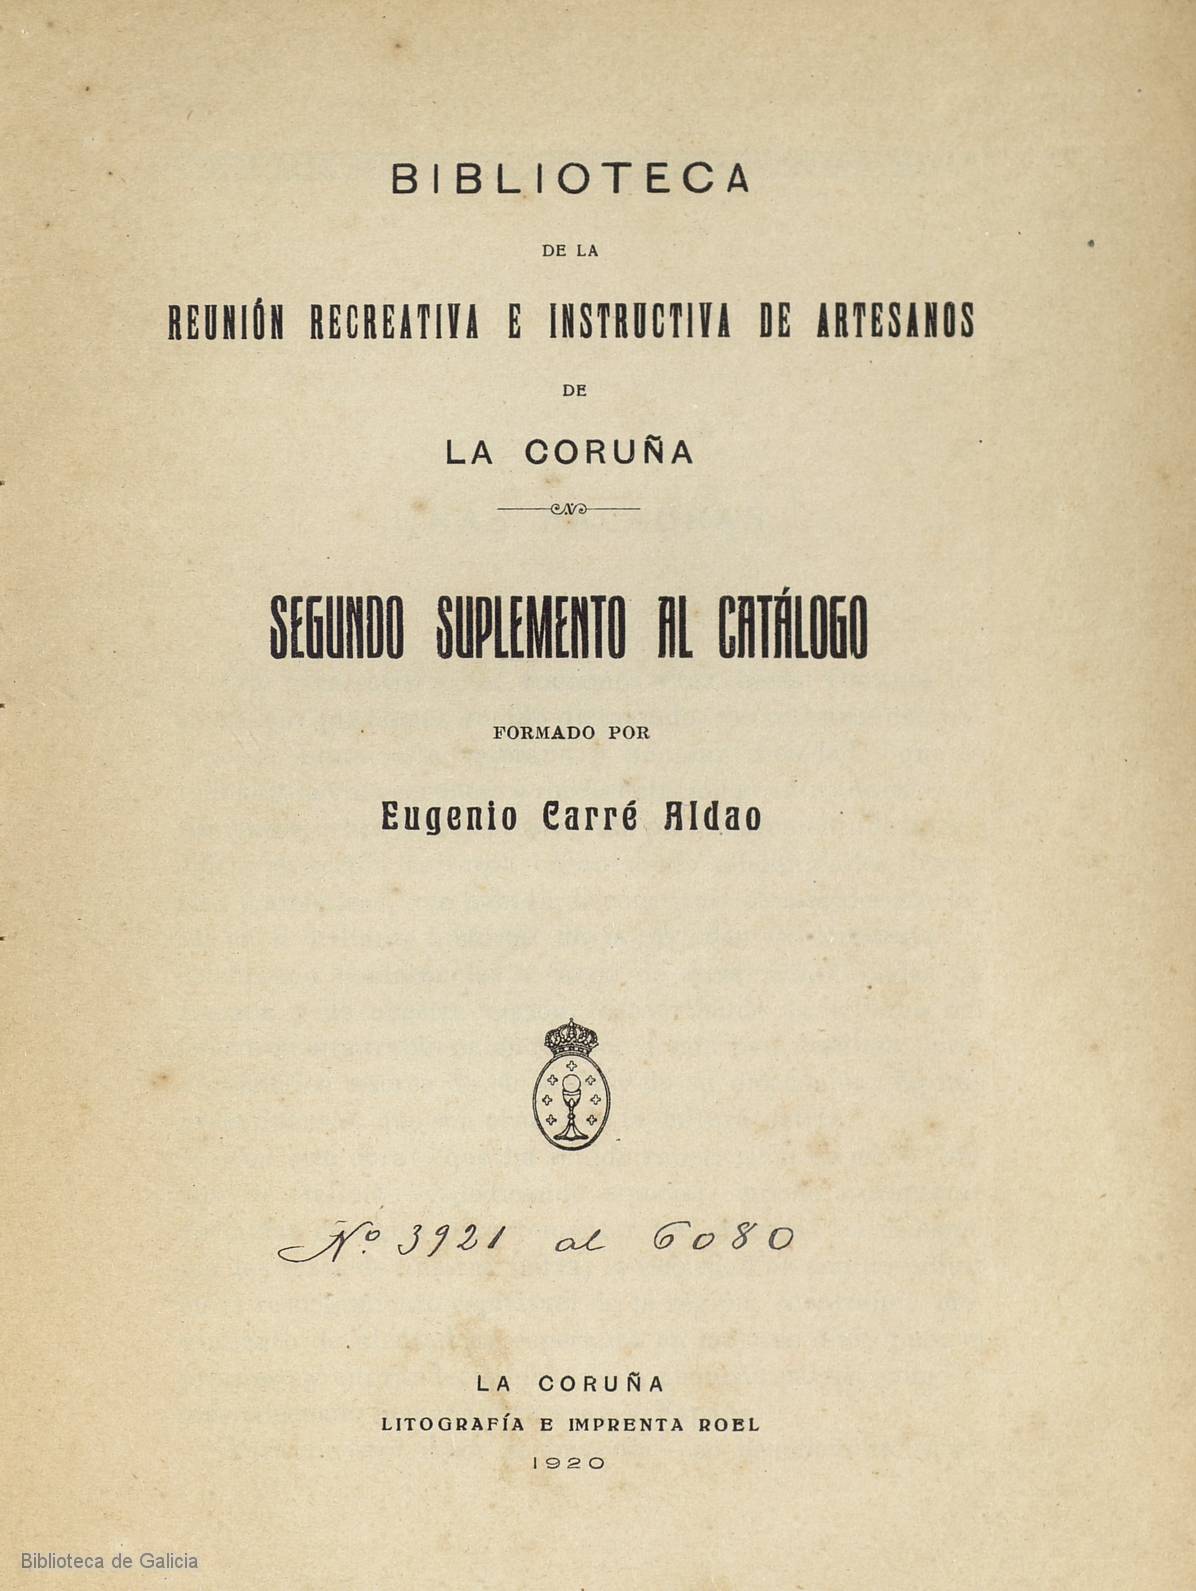 BIBLIOTECA
DE LA
REUNIÓN RECREATIVA E INSTRUCTIVA DE ARTESANOS
DE
LA CORUÑA
SEGUNDO SUPLEMENTO AL CATÁLOGO
FORMADO POR
Eugenio Carré Aldao
Nº. 3921 al 6080
LA CORUÑA
LITOGRAFÍA E IMPRENTA ROEL
1920
Biblioteca de Galicia